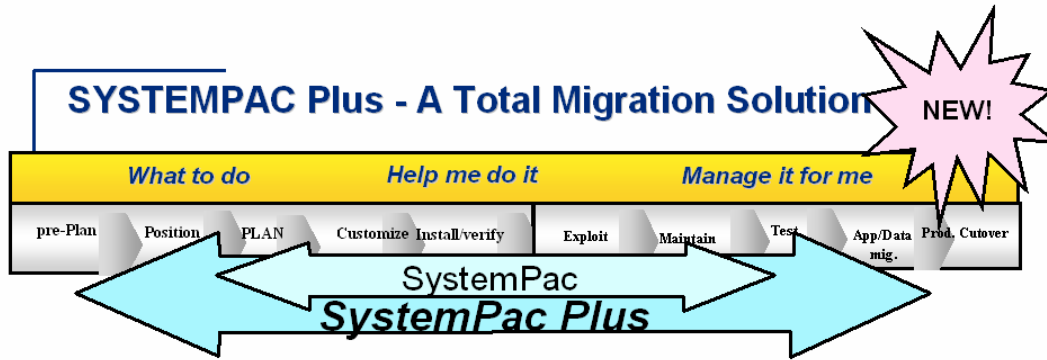 SYSTEMPAC Plus - A Total Migration Solution
NEW!
What to do Help me do it Manage it for me
pre-Plan Position PLAN Customize Install/verify Exploit Maintain Test App/Data mig. Prod. Cutover
SystemPac
SystemPac Plus